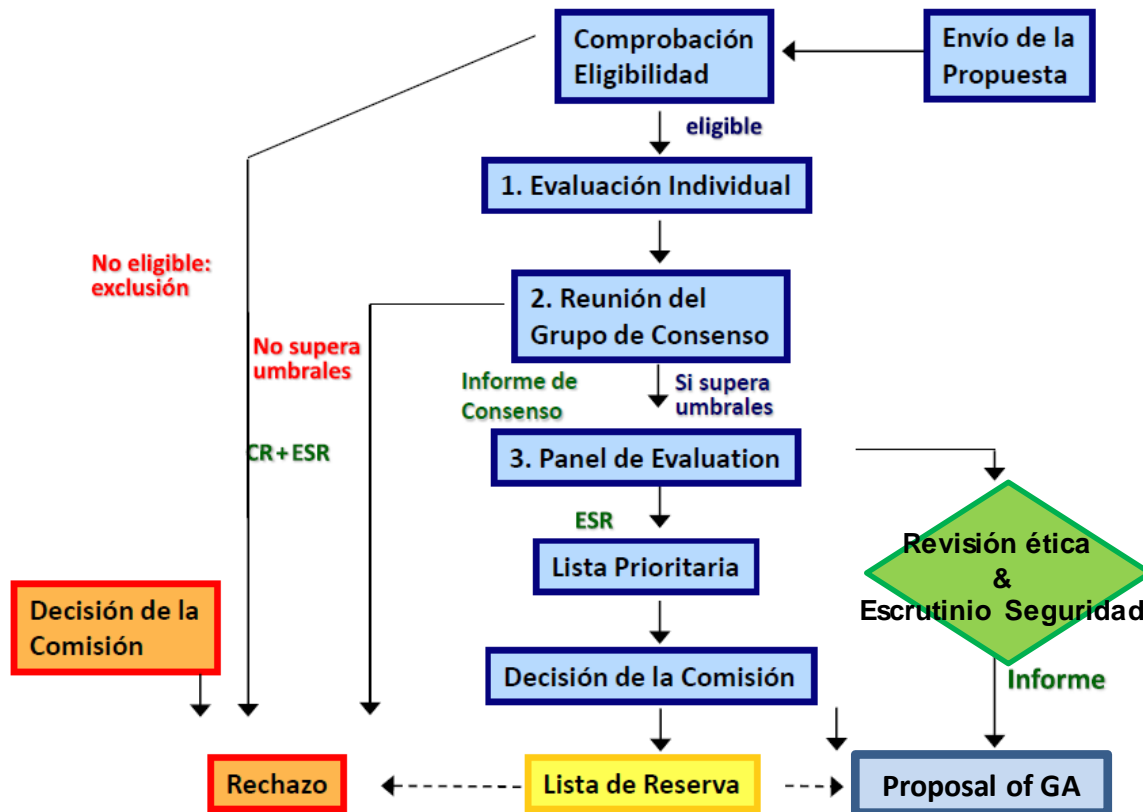 Comprobación
Eligibilidad
Envío de la
Propuesta
eligible
1. Evaluación Individual
No eligible:
exclusión
2. Reunión del
Grupo de Consenso
No supera
umbrales
Informe de
Consenso
Si supera
umbrales
CR+ESR
3. Panel de Evaluation
ESR
Revisión ética
&
Escrutinio Seguridad
Lista Prioritaria
Decisión de la
Comisión
Decisión de la Comisión
Informe
Rechazo
Lista de Reserva
Proposal of GA